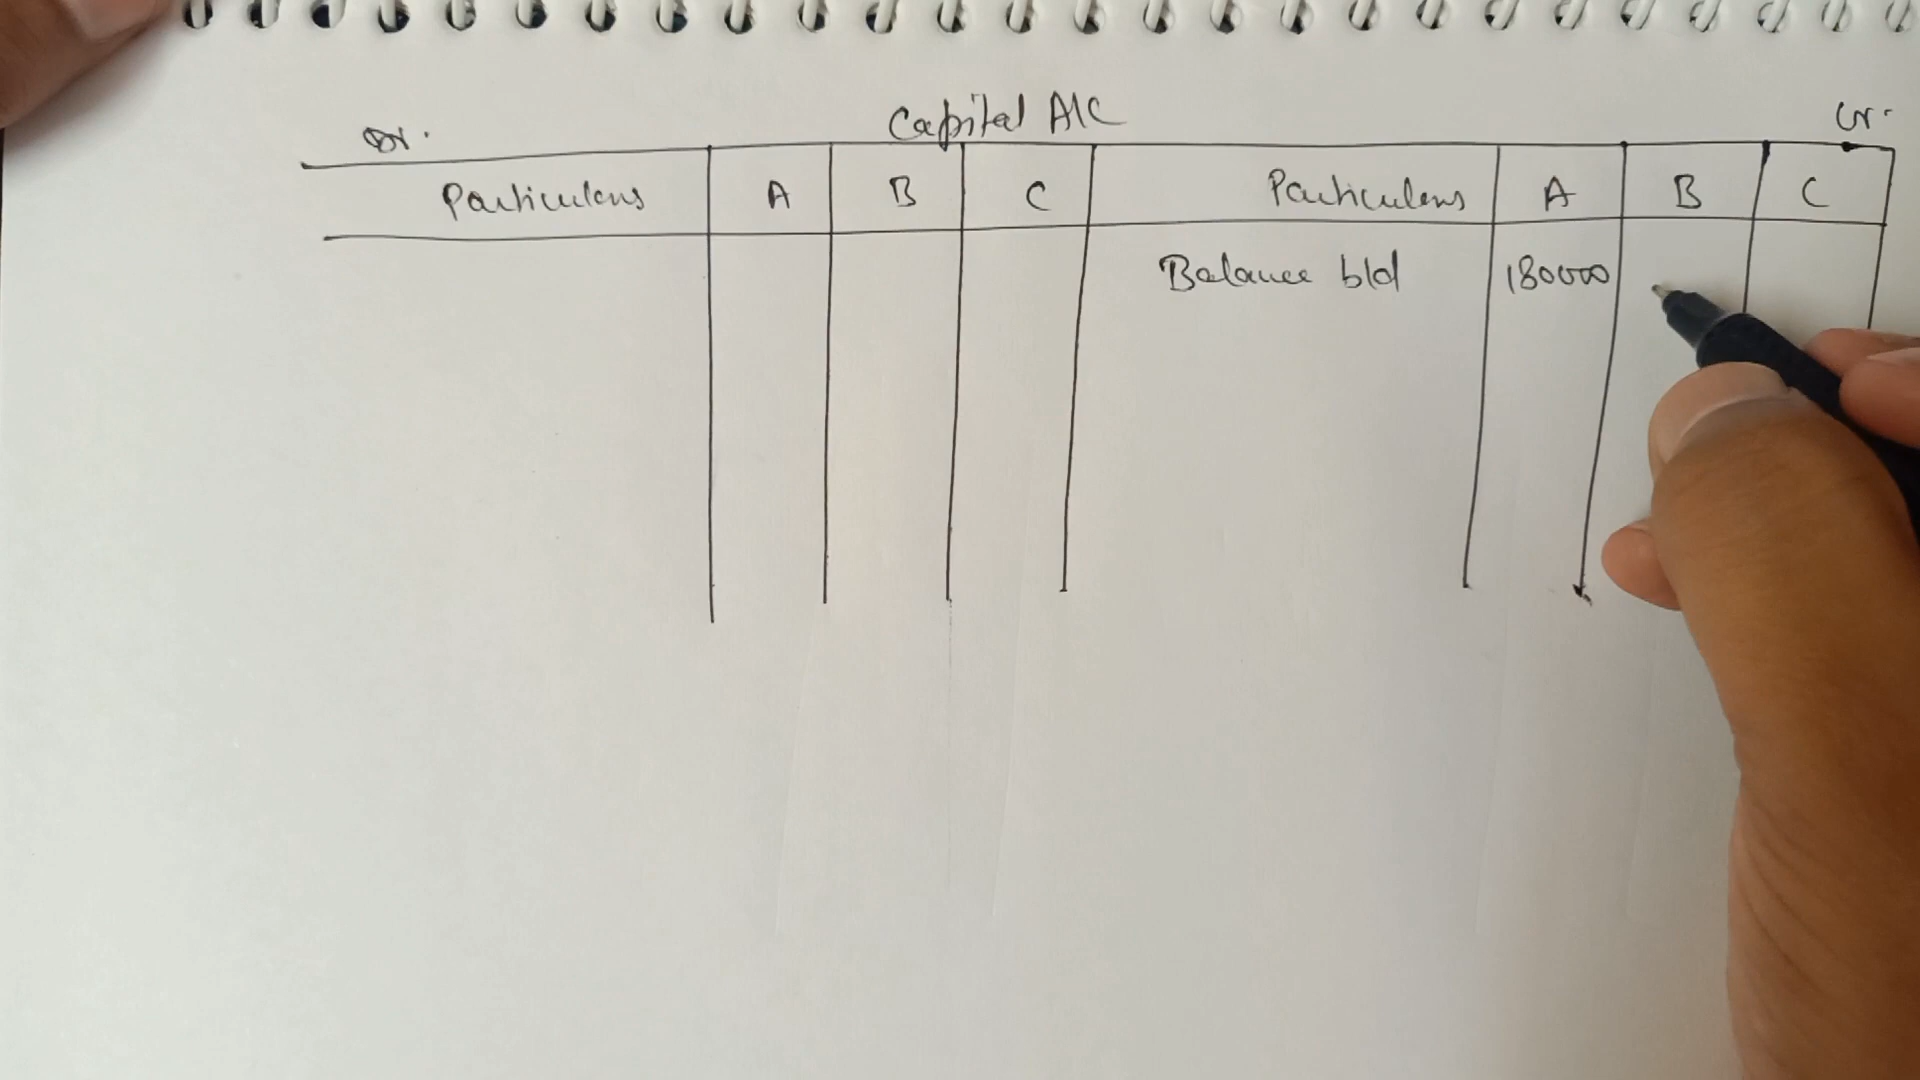 Capital A/C
Dr. Cr.
Particulars A B C Particulars A B C
Balance b/d 180000